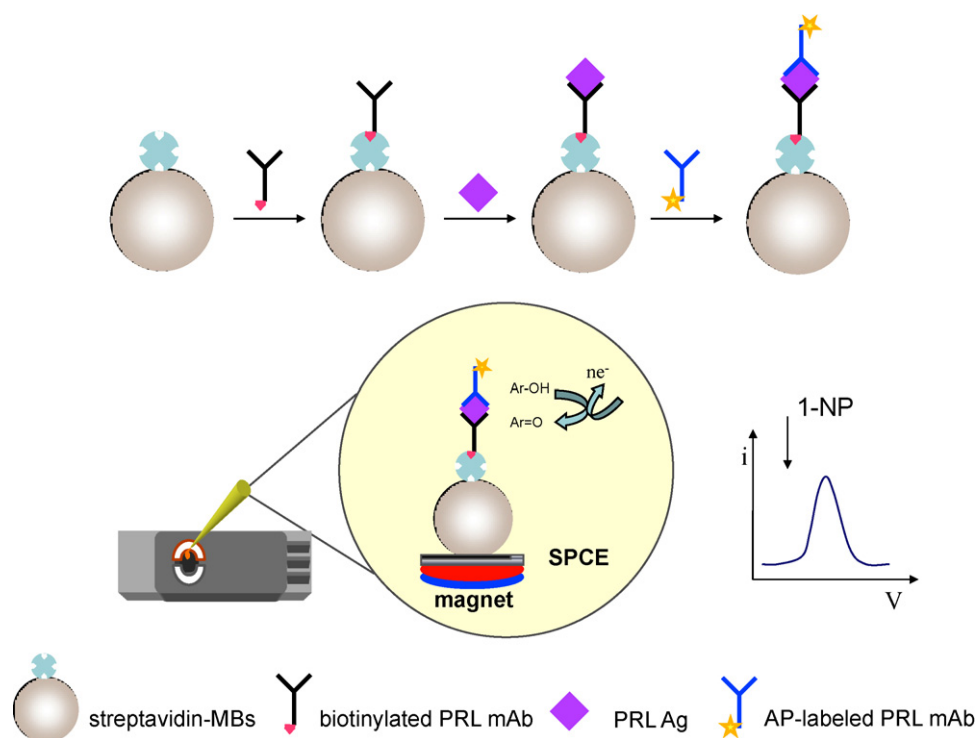 ne-
Ar-OH
Ar=O
SPCE
magnet
1-NP
i
V
streptavidin-MBs
biotinylated PRL mAb
PRL Ag
AP-labeled PRL mAb